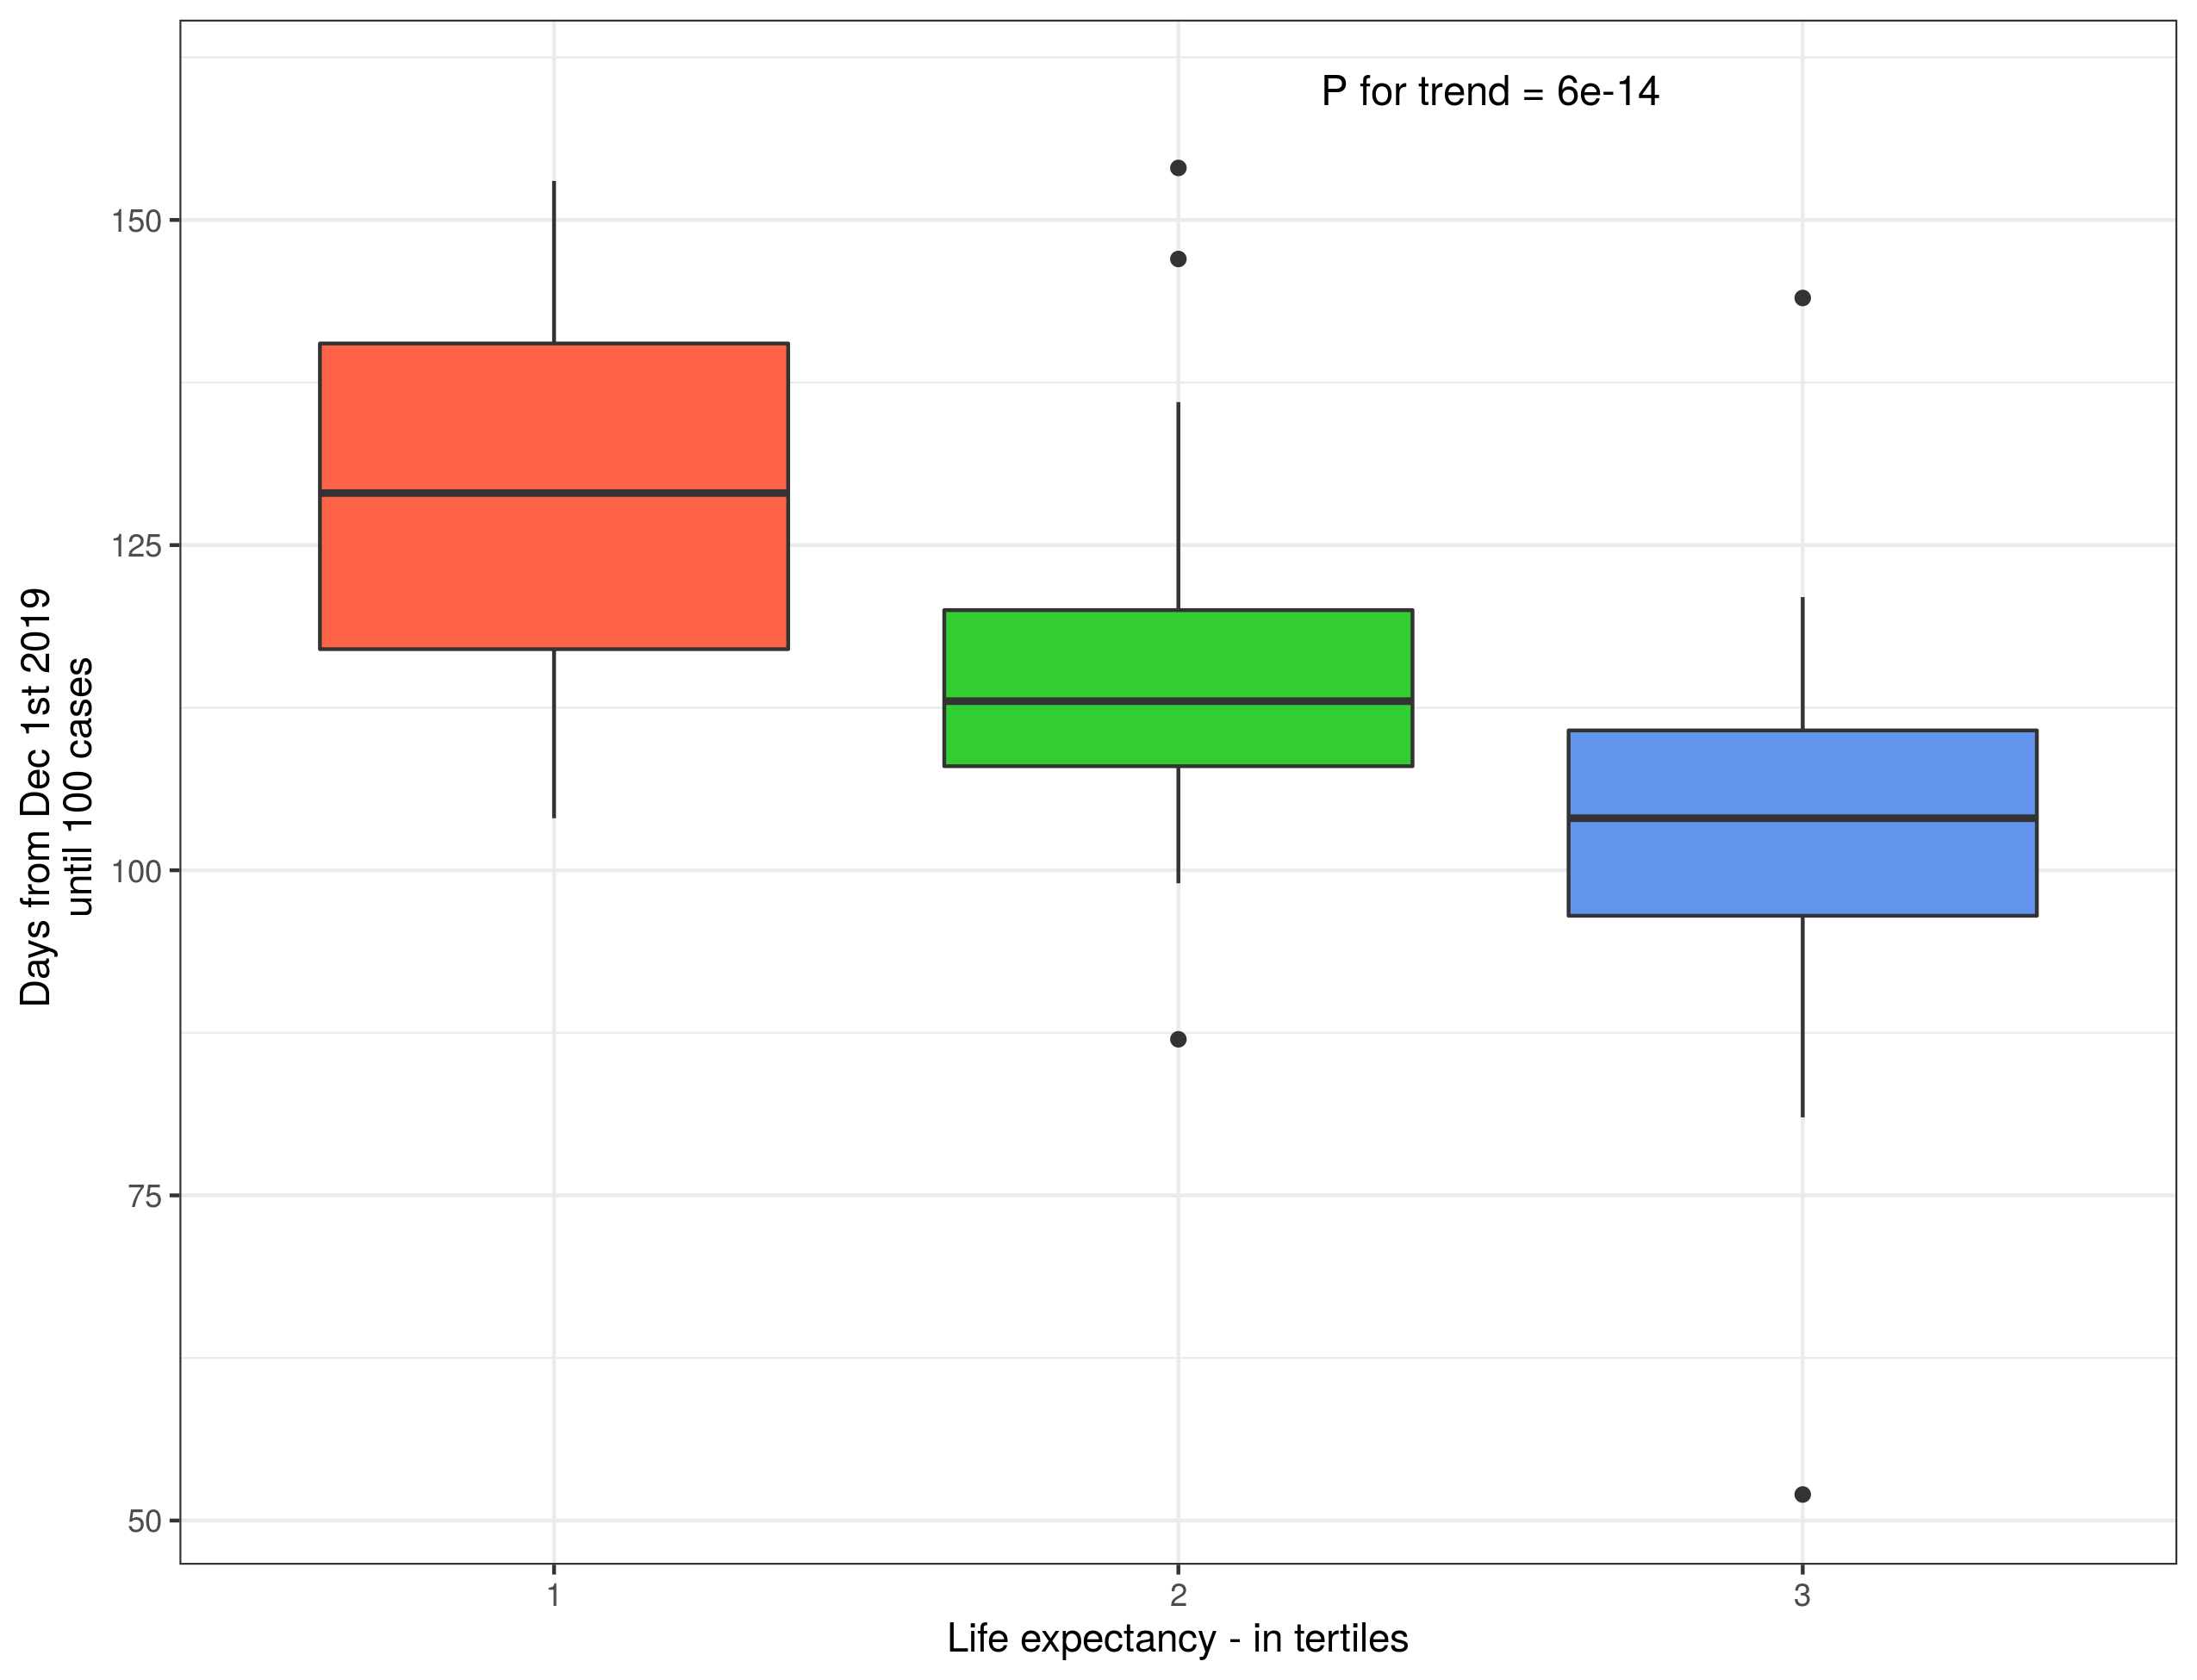 P for trend = 6e-14
150
125
100
75
50
Days from Dec 1st 2019
until 100 cases
1
2
3
Life expectancy - in tertiles